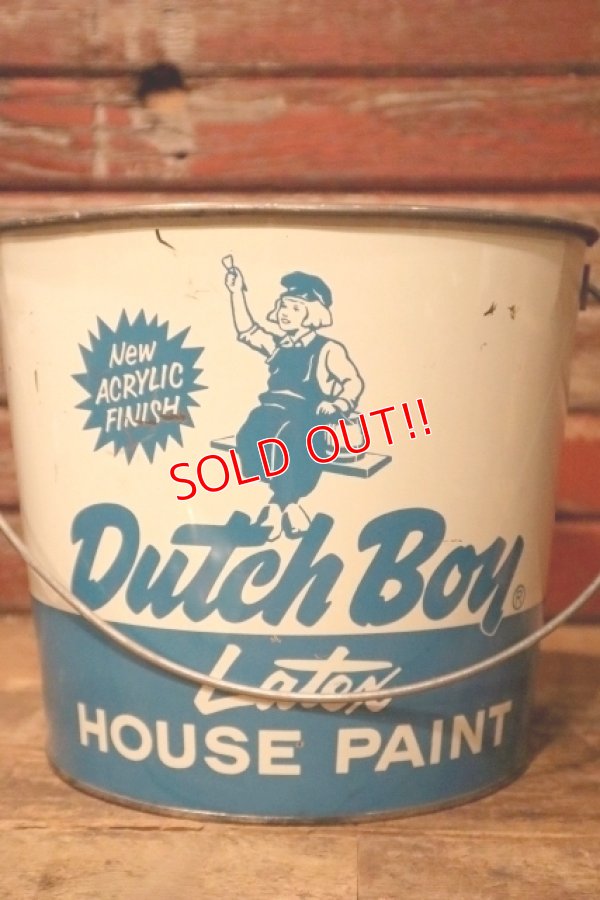 New
ACRYLIC
FINISH
SOLD OUT!!
Dutch Boy ®
Latex
HOUSE PAINT